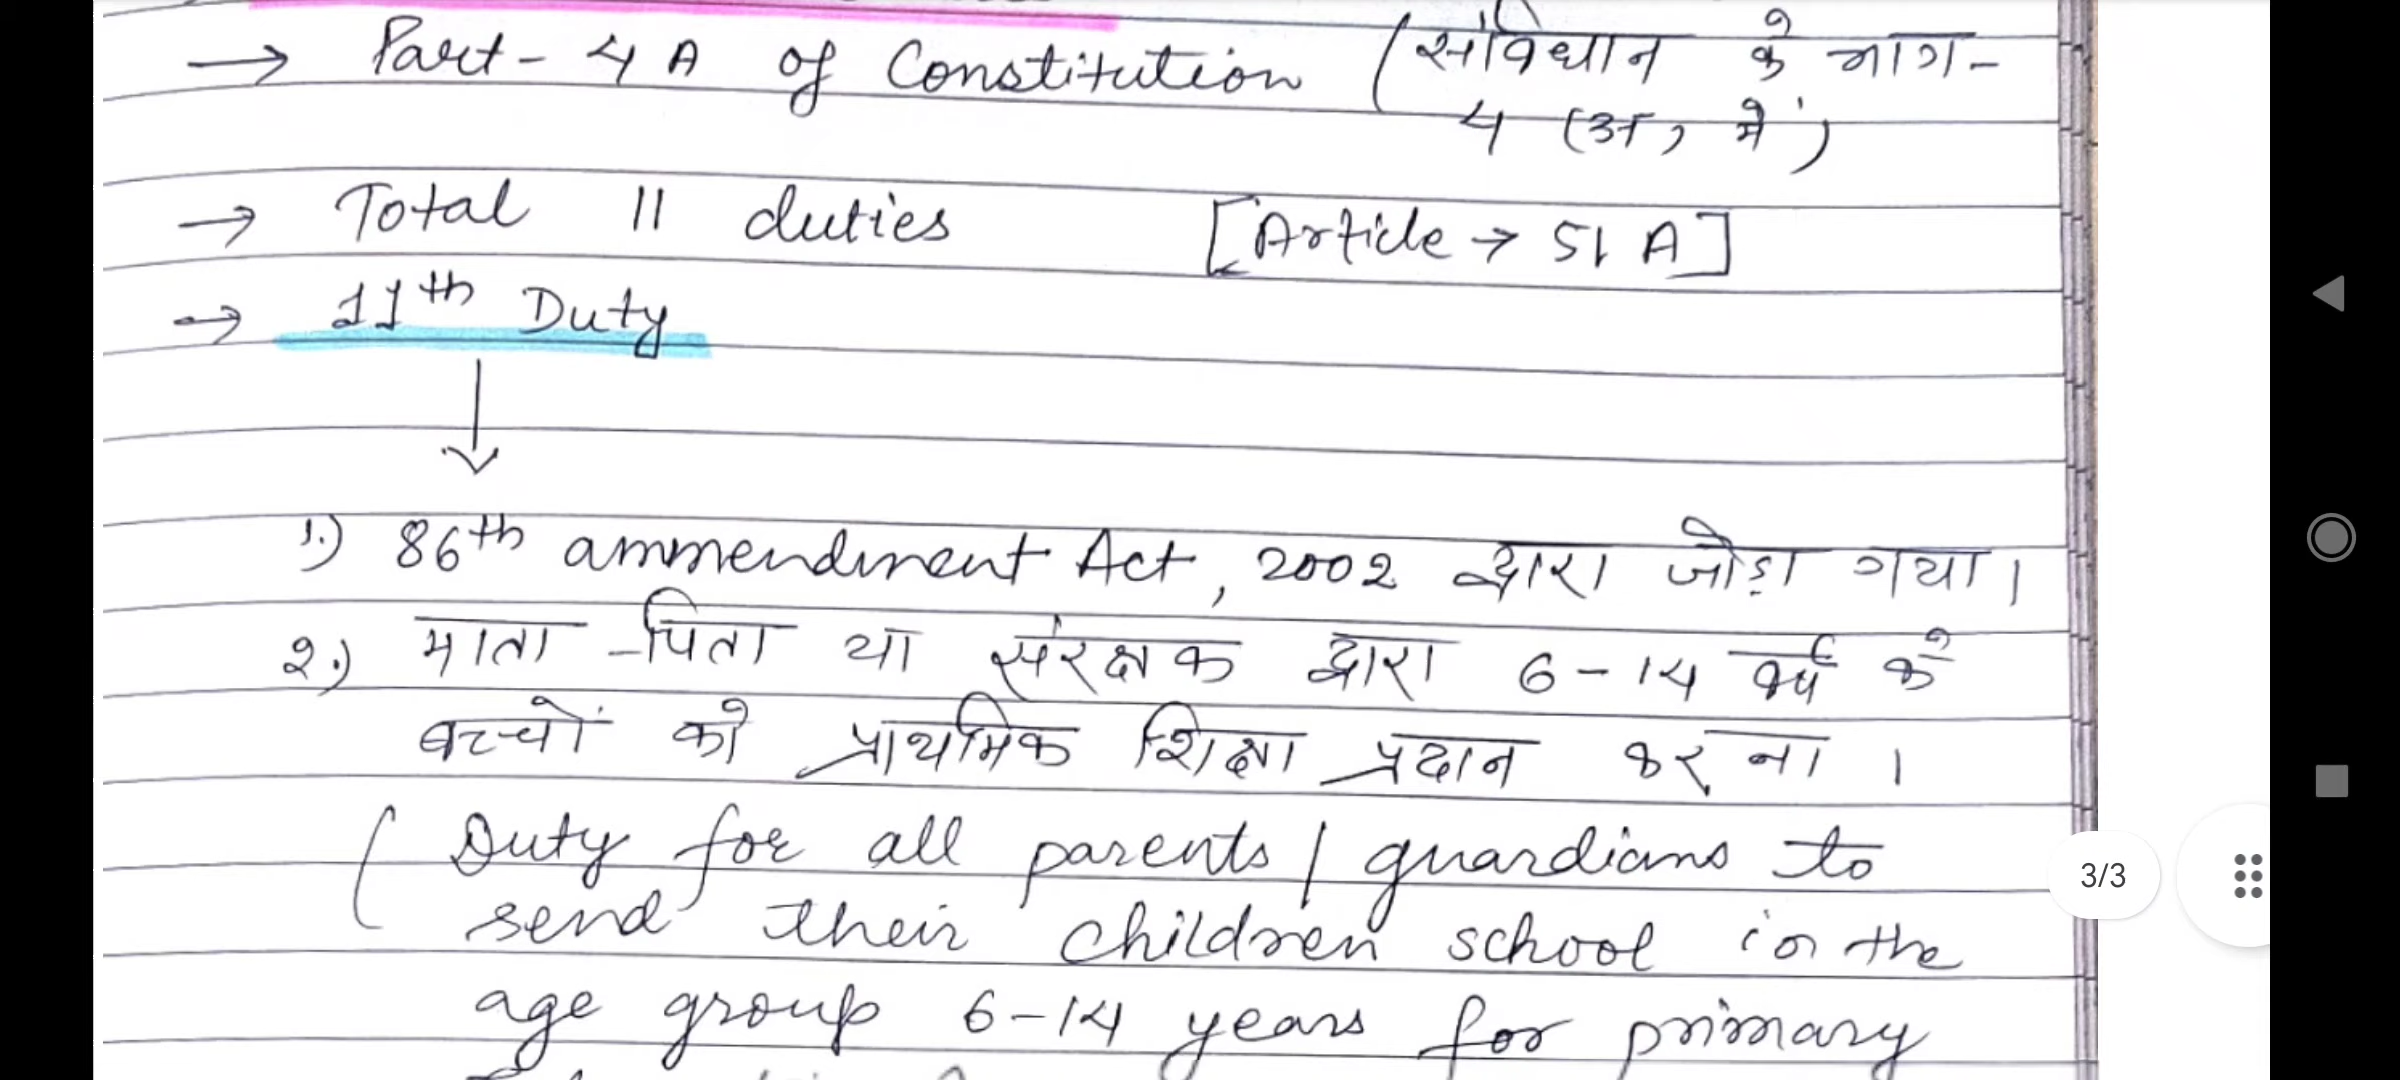 → Part - 4 A of Constitution (संविधान के भाग -
4 (अ) में)
→ Total 11 duties [Article → 51 A]
→ 11th Duty
↓
1.) 86th ammendment Act, 2002 द्वारा जोड़ा गया ।
2.) माता - पिता या संरक्षक द्वारा 6 - 14 वर्ष के
बच्चों को प्राथमिक शिक्षा प्रदान करना ।
( Duty for all parents / guardians to
send their children school in the
age group 6 - 14 years for primary
3/3